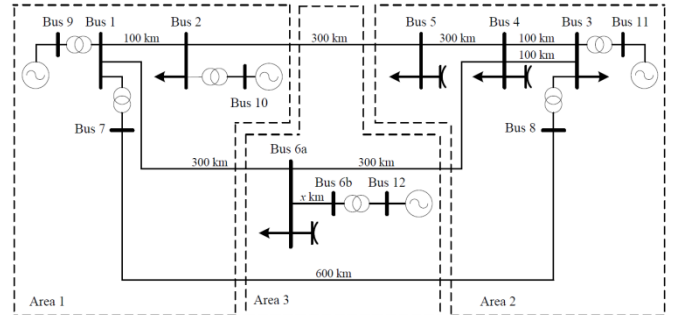 Bus 9 Bus 1 Bus 2 Bus 5 Bus 4 Bus 3 Bus 11
100 km 300 km 300 km 100 km
100 km
Bus 10
Bus 7 Bus 8
Bus 6a
300 km 300 km
Bus 6b Bus 12
x km
600 km
Area 1 Area 3 Area 2